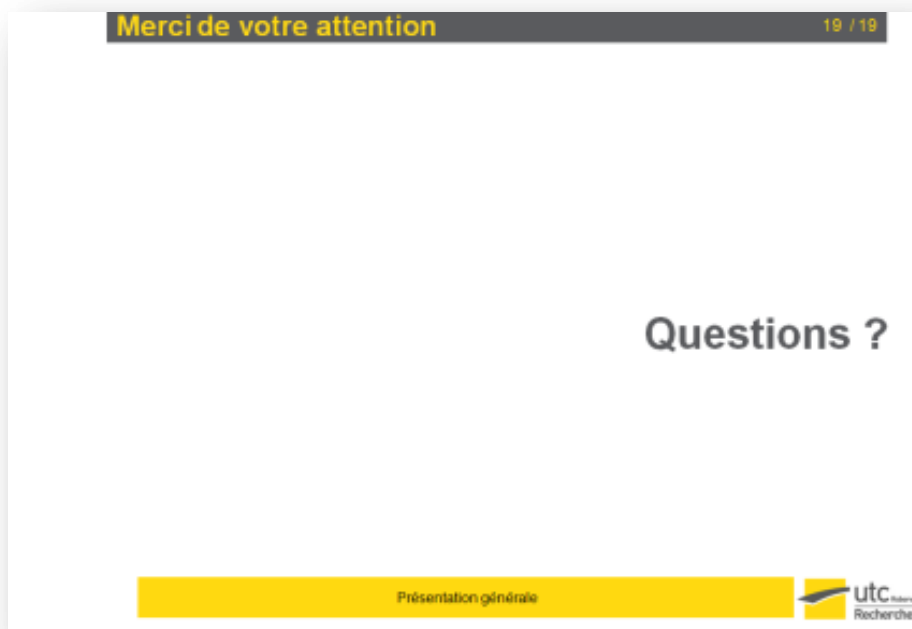 Merci de votre attention
19 / 19
Questions ?
Présentation générale
utc
Recherche